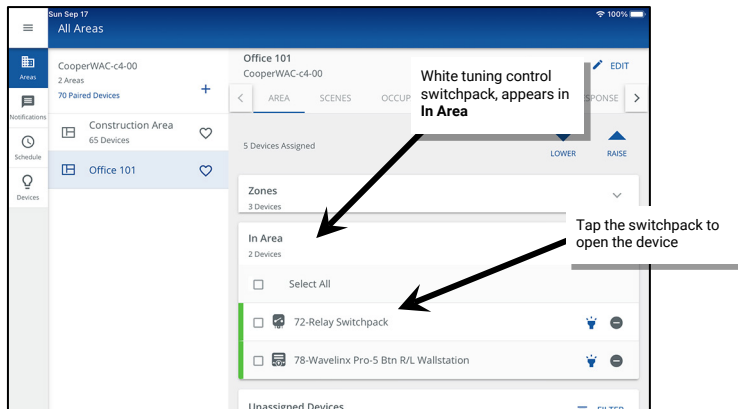 Sun Sep 17
100%
All Areas
Areas
Notifications
Schedule
Devices
CooperWAC-c4-00
2 Areas
70 Paired Devices
+
Construction Area
65 Devices
Office 101
Office 101
CooperWAC-c4-00
EDIT
AREA SCENES OCCUP
5 Devices Assigned
LOWER RAISE
Zones
3 Devices
In Area
2 Devices
Select All
72-Relay Switchpack
78-Wavelinx Pro-5 Btn R/L Wallstation
Unassigned Devices
FILTER
White tuning control
switchpack, appears in
In Area
Tap the switchpack to
open the device